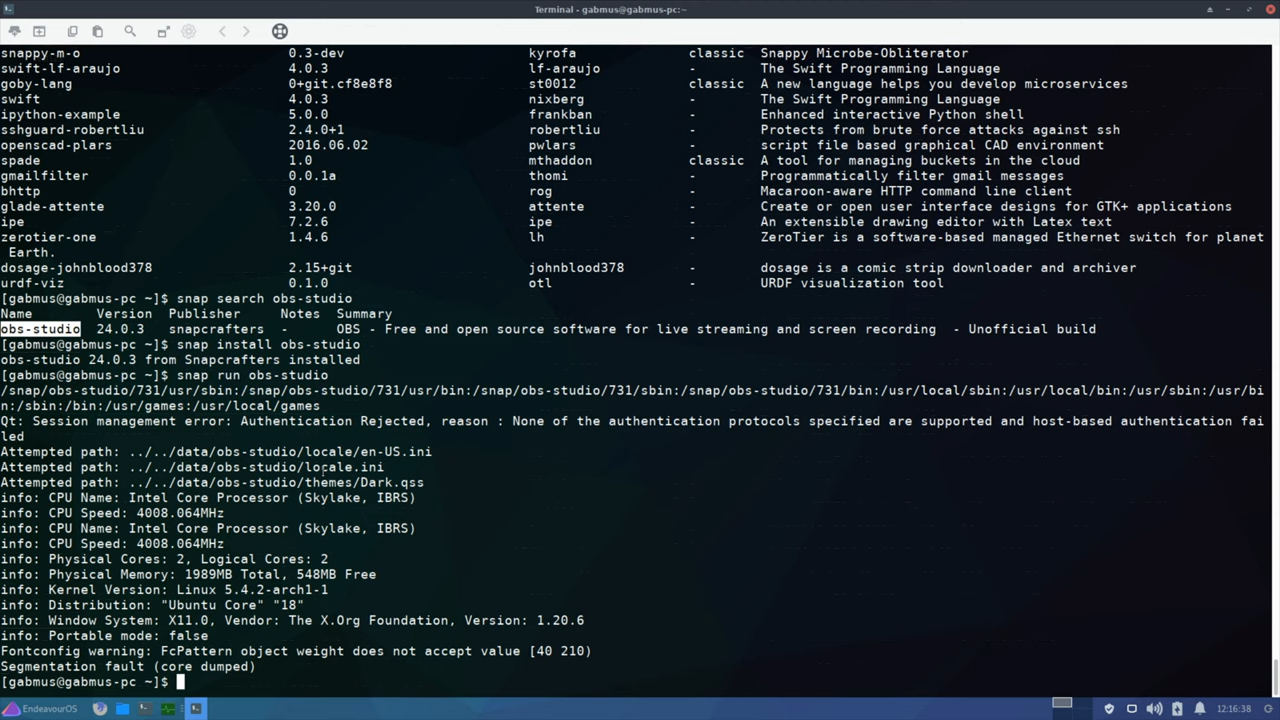 Terminal - gabmus@gabmus-pc:~
snappy-m-o 0.3-dev kyrofa classic Snappy Microbe-Obliterator
swift-lf-araujo 4.0.3 lf-araujo - The Swift Programming Language
goby-lang 0+git.cf8e8f8 st0012 classic A new language helps you develop microservices
swift 4.0.3 nixberg - The Swift Programming Language
ipython-example 5.0.0 frankban - Enhanced interactive Python shell
sshguard-robertliu 2.4.0+1 robertliu - Protects from brute force attacks against ssh
openscad-plars 2016.06.02 pwlars - script file based graphical CAD environment
spade 1.0 mthaddon classic A tool for managing buckets in the cloud
gmailfilter 0.0.1a thomi - Programmatically filter gmail messages
bhttp 0 rog - Macaroon-aware HTTP command line client
glade-attente 3.20.0 attente - Create or open user interface designs for GTK+ applications
ipe 7.2.6 ipe - An extensible drawing editor with Latex text
zerotier-one 1.4.6 lh - ZeroTier is a software-based managed Ethernet switch for planet
Earth.
dosage-johnblood378 2.15+git johnblood378 - dosage is a comic strip downloader and archiver
urdf-viz 0.1.0 otl - URDF visualization tool
[gabmus@gabmus-pc ~]$ snap search obs-studio
Name Version Publisher Notes Summary
obs-studio 24.0.3 snapcrafters - OBS - Free and open source software for live streaming and screen recording - Unofficial build
[gabmus@gabmus-pc ~]$ snap install obs-studio
obs-studio 24.0.3 from Snapcrafters installed
[gabmus@gabmus-pc ~]$ snap run obs-studio
/snap/obs-studio/731/usr/bin:/snap/obs-studio/731/usr/bin:/snap/obs-studio/731/sbin:/snap/obs-studio/731/bin:/usr/local/sbin:/usr/local/bin:/usr/sbin:/usr/bi
n:/sbin:/bin:/usr/games:/usr/local/games
Qt: Session management error: Authentication Rejected, reason : None of the authentication protocols specified are supported and host-based authentication fai
led
Attempted path: ../../data/obs-studio/locale/en-US.ini
Attempted path: ../../data/obs-studio/locale.ini
Attempted path: ../../data/obs-studio/themes/Dark.qss
info: CPU Name: Intel Core Processor (Skylake, IBRS)
info: CPU Speed: 4008.064MHz
info: CPU Name: Intel Core Processor (Skylake, IBRS)
info: CPU Speed: 4008.064MHz
info: Physical Cores: 2, Logical Cores: 2
info: Physical Memory: 1989MB Total, 548MB Free
info: Kernel Version: Linux 5.4.2-arch1-1
info: Distribution: "Ubuntu Core" "18"
info: Window System: X11.0, Vendor: The X.Org Foundation, Version: 1.20.6
info: Portable mode: false
Fontconfig warning: FcPattern object weight does not accept value [40 210)
Segmentation fault (core dumped)
[gabmus@gabmus-pc ~]$
EndeavourOS
12:16:38